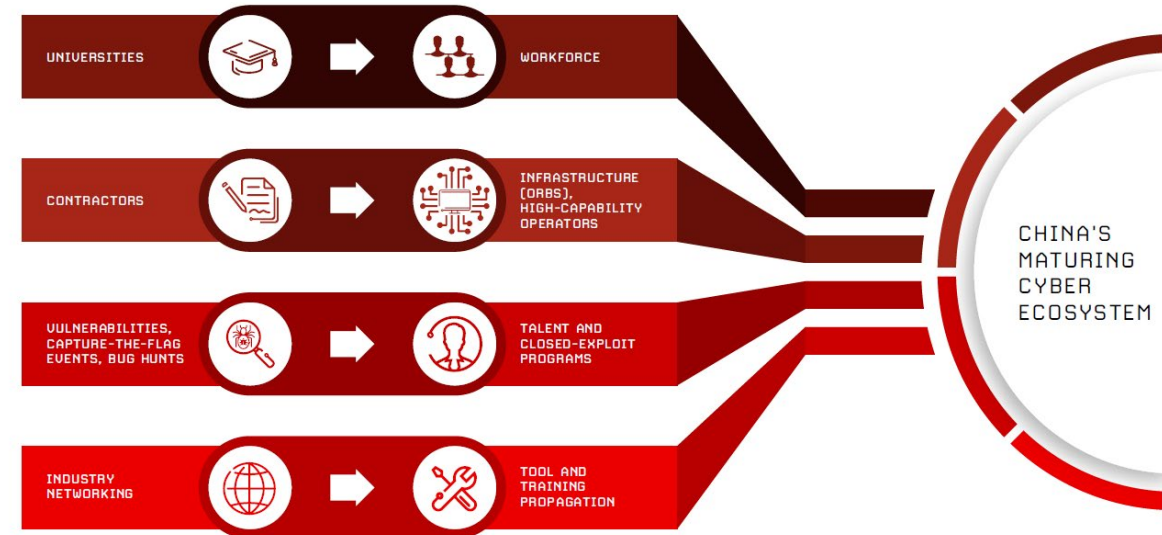 UNIVERSITIES
WORKFORCE
CONTRACTORS
INFRASTRUCTURE
(ORBS),
HIGH-CAPABILITY
OPERATORS
VULNERABILITIES,
CAPTURE-THE-FLAG
EVENTS, BUG HUNTS
TALENT AND
CLOSED-EXPLOIT
PROGRAMS
INDUSTRY
NETWORKING
TOOL AND
TRAINING
PROPAGATION
CHINA'S
MATURING
CYBER
ECOSYSTEM